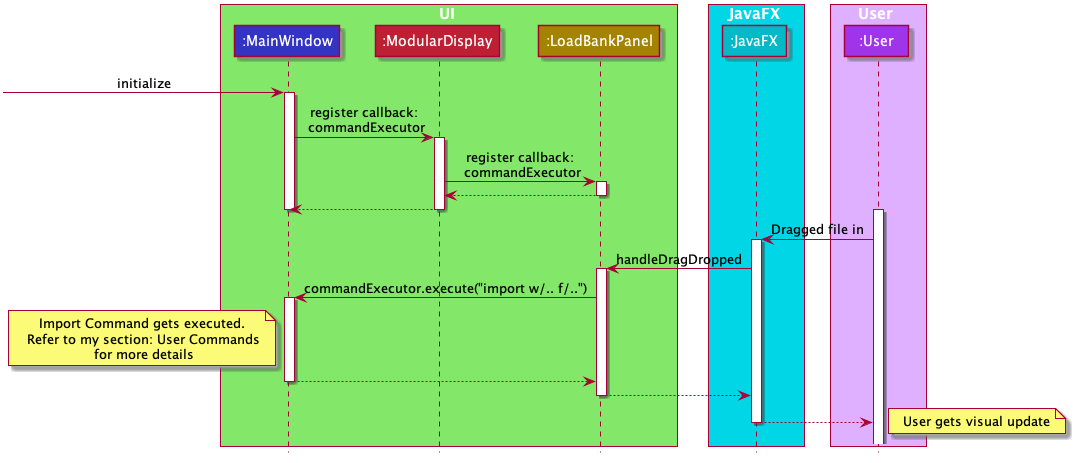 UI
JavaFX
User
:MainWindow
:ModularDisplay
:LoadBankPanel
:JavaFX
:User
initialize
register callback:
commandExecutor
register callback:
commandExecutor
Dragged file in
handleDragDropped
commandExecutor.execute("import w/.. f/..")
Import Command gets executed.
Refer to my section: User Commands
for more details
User gets visual update